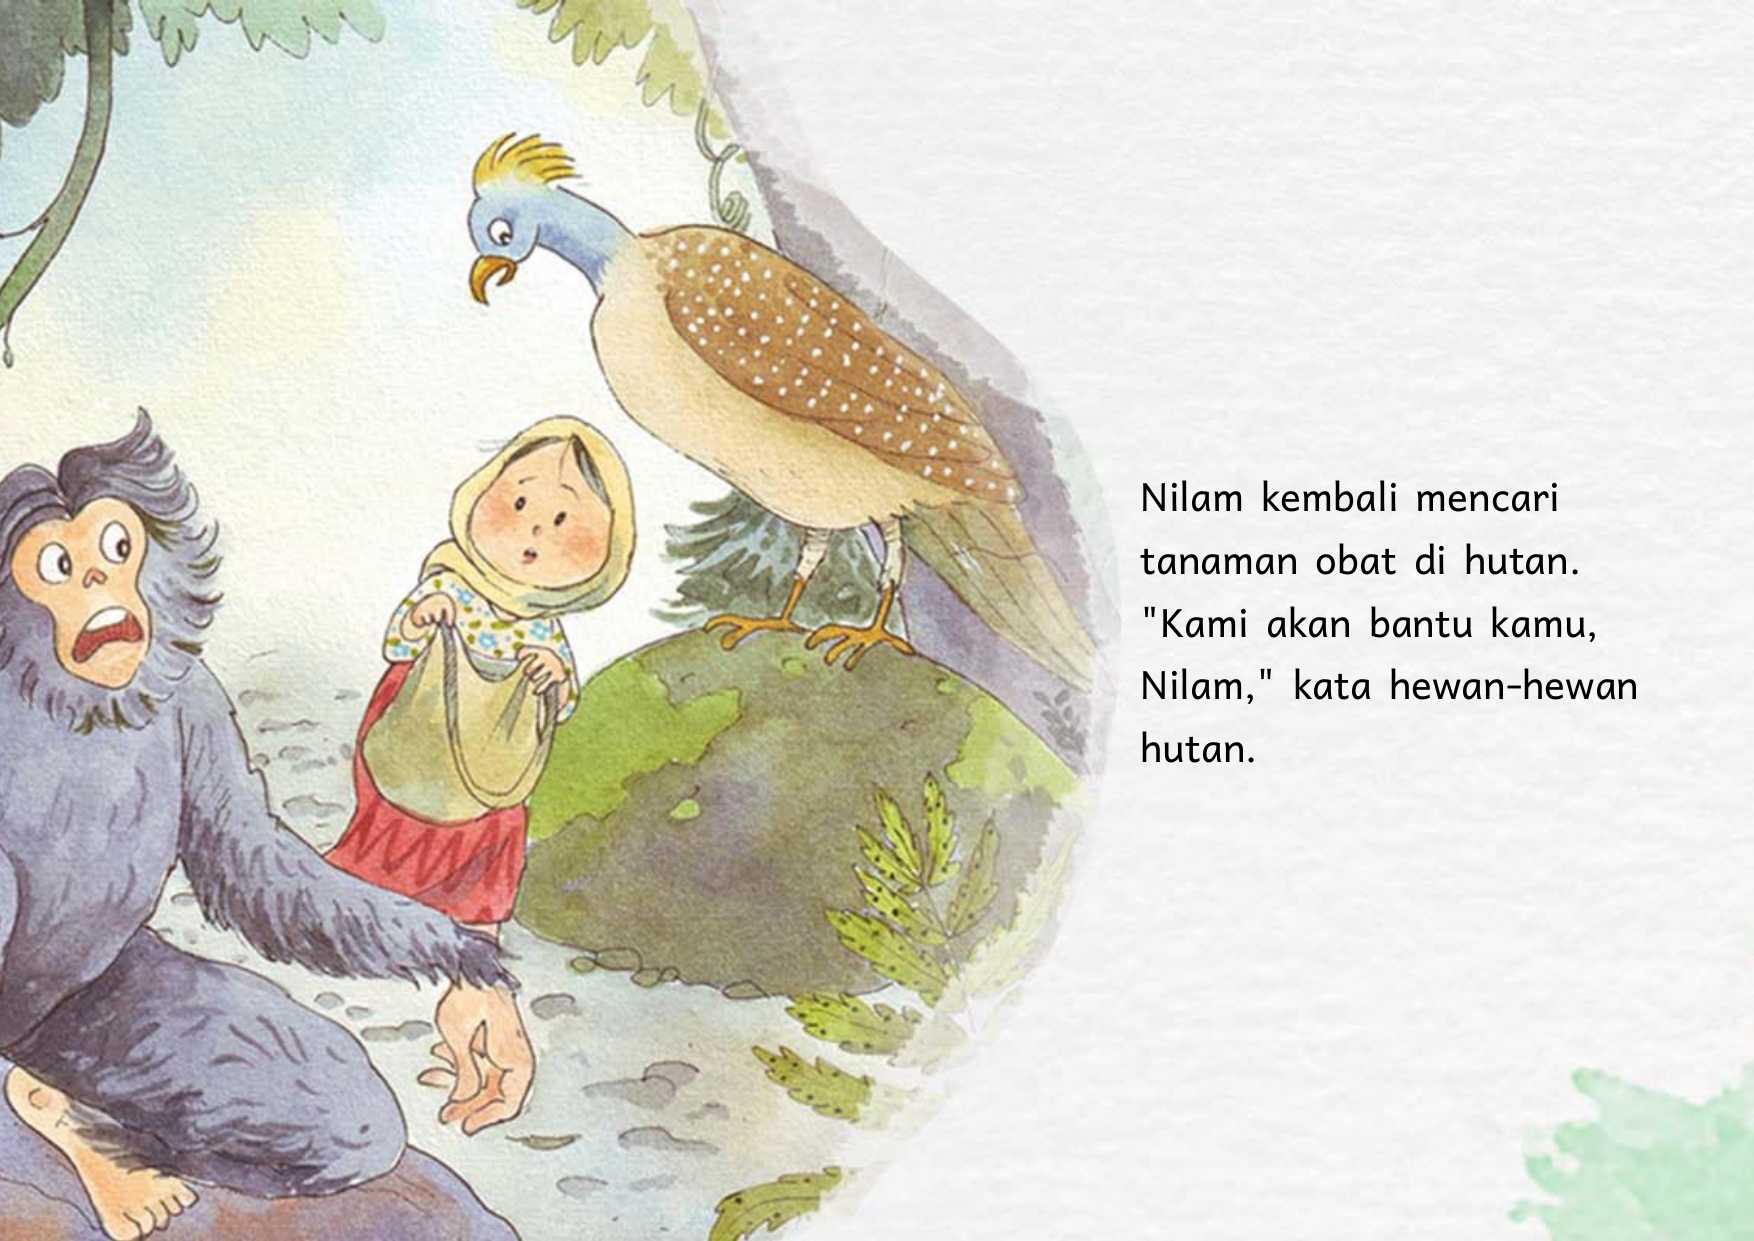 Nilam kembali mencari
tanaman obat di hutan.
"Kami akan bantu kamu,
Nilam," kata hewan-hewan
hutan.